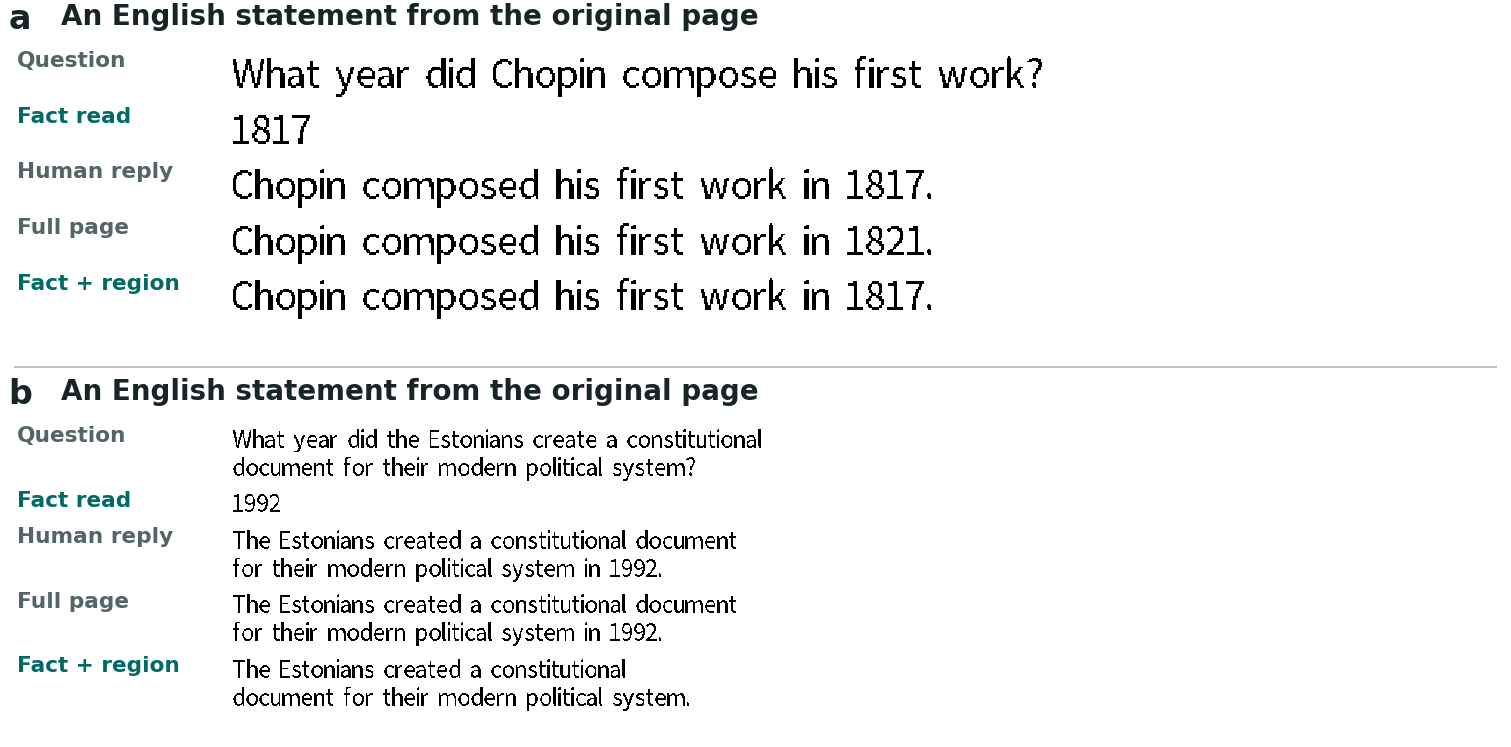 a An English statement from the original page
Question What year did Chopin compose his first work?
Fact read 1817
Human reply Chopin composed his first work in 1817.
Full page Chopin composed his first work in 1821.
Fact + region Chopin composed his first work in 1817.
b An English statement from the original page
Question What year did the Estonians create a constitutional
document for their modern political system?
Fact read 1992
Human reply The Estonians created a constitutional document
for their modern political system in 1992.
Full page The Estonians created a constitutional document
for their modern political system in 1992.
Fact + region The Estonians created a constitutional
document for their modern political system.